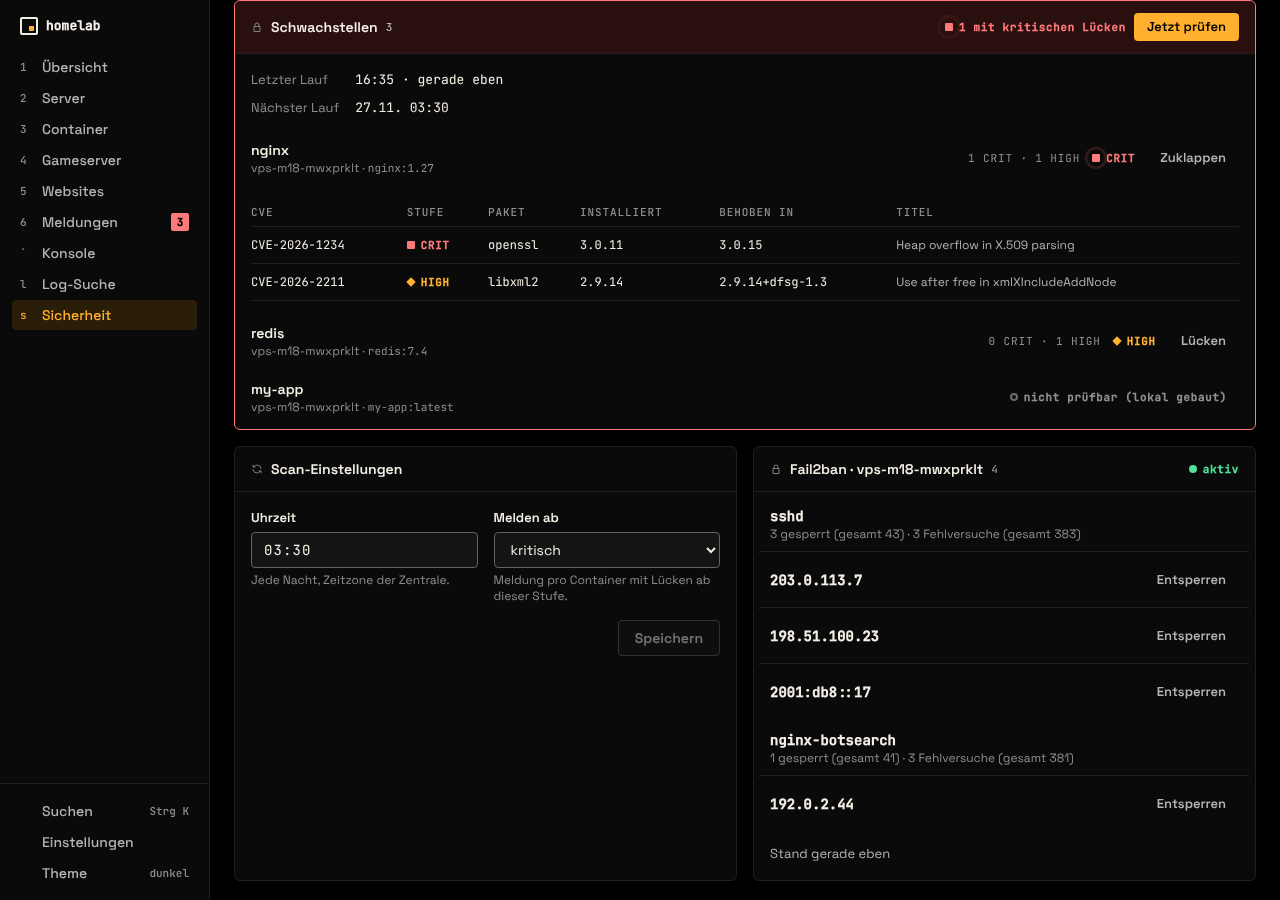 homelab
1 Übersicht
2 Server
3 Container
4 Gameserver
5 Websites
6 Meldungen 3
` Konsole
l Log-Suche
s Sicherheit
Suchen Strg K
Einstellungen
Theme dunkel
Schwachstellen 3 1 mit kritischen Lücken Jetzt prüfen
Letzter Lauf 16:35 · gerade eben
Nächster Lauf 27.11. 03:30
nginx
vps-m18-mwxprklt · nginx:1.27
1 CRIT · 1 HIGH CRIT Zuklappen
CVE STUFE PAKET INSTALLIERT BEHOBEN IN TITEL
CVE-2026-1234 CRIT openssl 3.0.11 3.0.15 Heap overflow in X.509 parsing
CVE-2026-2211 HIGH libxml2 2.9.14 2.9.14+dfsg-1.3 Use after free in xmlXIncludeAddNode
redis
vps-m18-mwxprklt · redis:7.4
0 CRIT · 1 HIGH HIGH Lücken
my-app
vps-m18-mwxprklt · my-app:latest
nicht prüfbar (lokal gebaut)
Scan-Einstellungen
Uhrzeit
03:30
Jede Nacht, Zeitzone der Zentrale.
Melden ab
kritisch
Meldung pro Container mit Lücken ab
dieser Stufe.
Speichern
Fail2ban · vps-m18-mwxprklt 4 aktiv
sshd
3 gesperrt (gesamt 43) · 3 Fehlversuche (gesamt 383)
203.0.113.7 Entsperren
198.51.100.23 Entsperren
2001:db8::17 Entsperren
nginx-botsearch
1 gesperrt (gesamt 41) · 3 Fehlversuche (gesamt 381)
192.0.2.44 Entsperren
Stand gerade eben